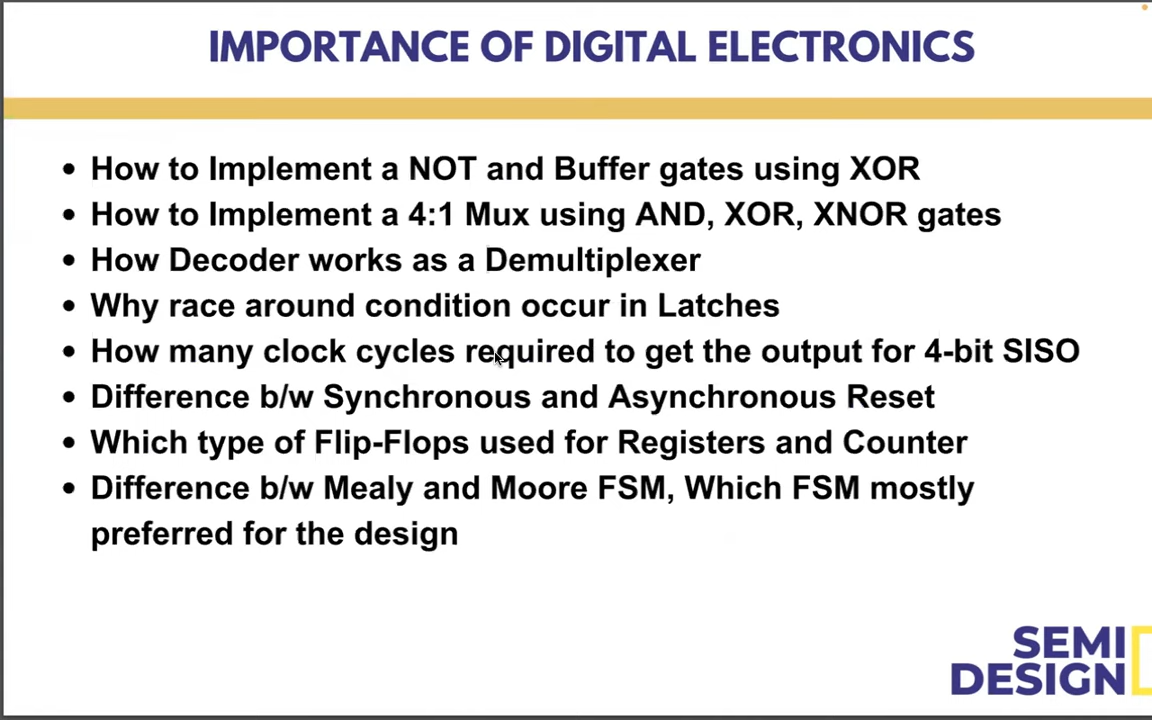 IMPORTANCE OF DIGITAL ELECTRONICS
• How to Implement a NOT and Buffer gates using XOR
• How to Implement a 4:1 Mux using AND, XOR, XNOR gates
• How Decoder works as a Demultiplexer
• Why race around condition occur in Latches
• How many clock cycles required to get the output for 4-bit SISO
• Difference b/w Synchronous and Asynchronous Reset
• Which type of Flip-Flops used for Registers and Counter
• Difference b/w Mealy and Moore FSM, Which FSM mostly
preferred for the design
SEMI
DESIGN